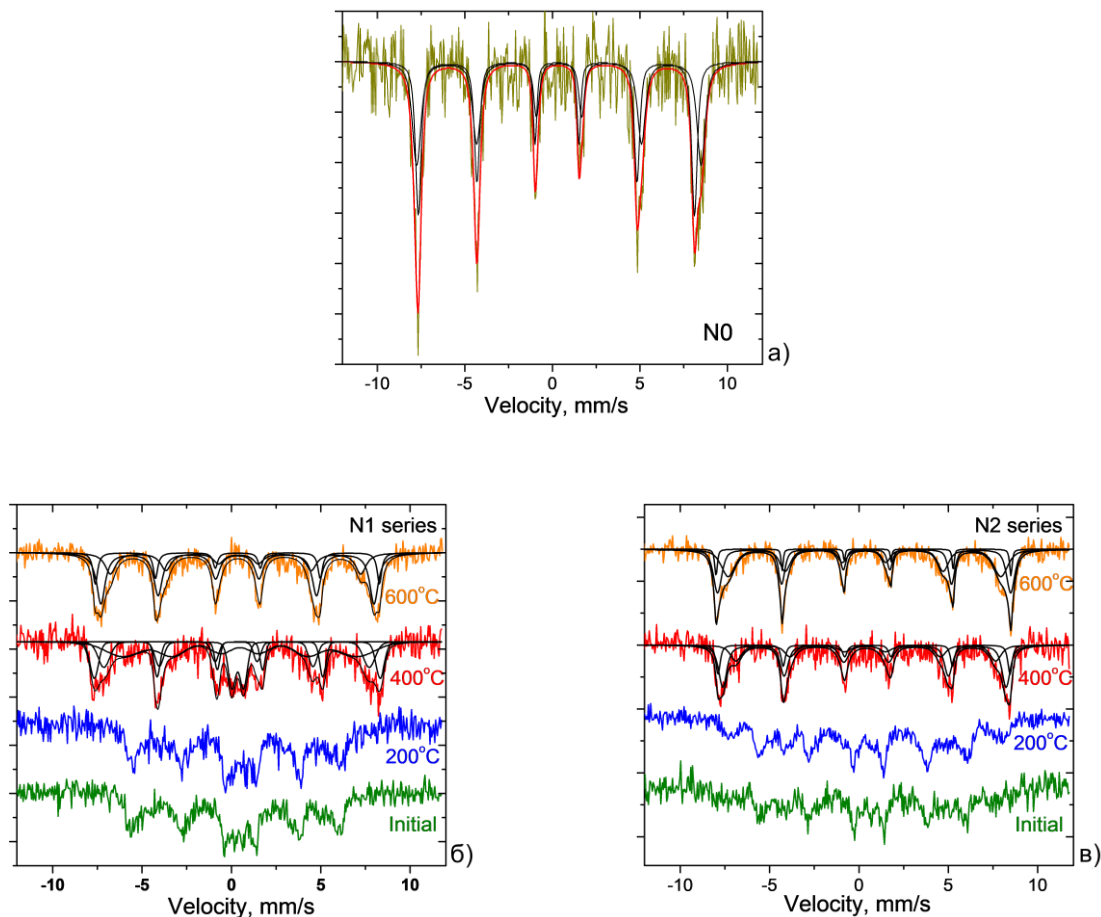 N0
а)
-10 -5 0 5 10
Velocity, mm/s
N1 series
600°C
400°C
200°C
Initial
б)
-10 -5 0 5 10
Velocity, mm/s
N2 series
600°C
400°C
200°C
Initial
в)
-10 -5 0 5 10
Velocity, mm/s